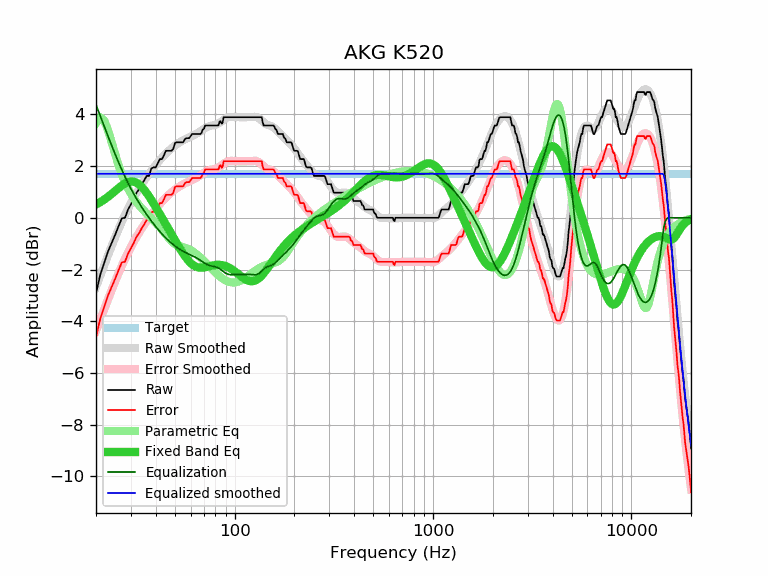 AKG K520
Amplitude (dBr)
4
2
0
−2
−4
−6
−8
−10
Target
Raw Smoothed
Error Smoothed
Raw
Error
Parametric Eq
Fixed Band Eq
Equalization
Equalized smoothed
100
1000
10000
Frequency (Hz)